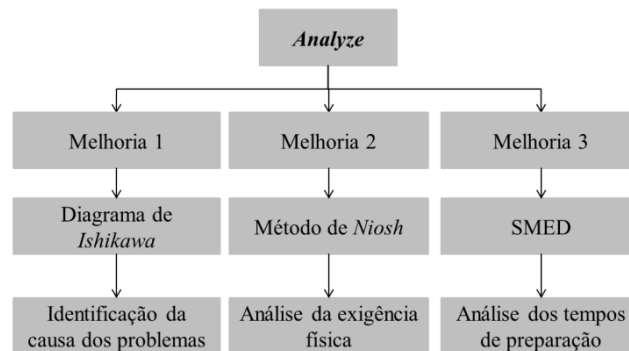 Analyze
Melhoria 1
Melhoria 2
Melhoria 3
Diagrama de
Ishikawa
Método de Niosh
SMED
Identificação da
causa dos problemas
Análise da exigência
física
Análise dos tempos
de preparação